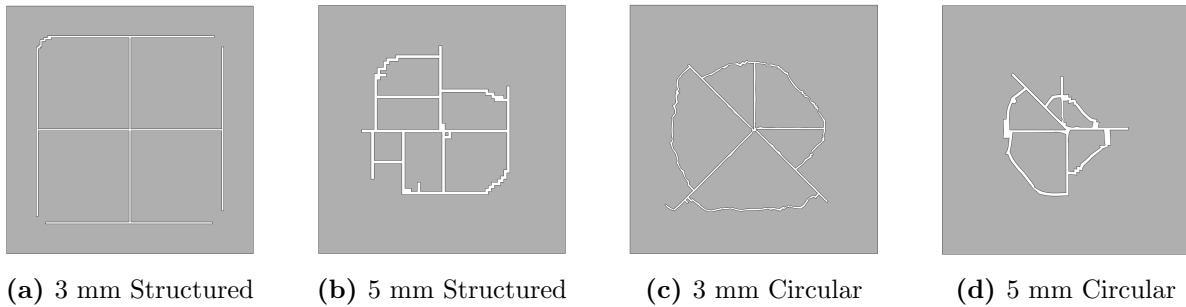 (a) 3 mm Structured
(b) 5 mm Structured
(c) 3 mm Circular
(d) 5 mm Circular